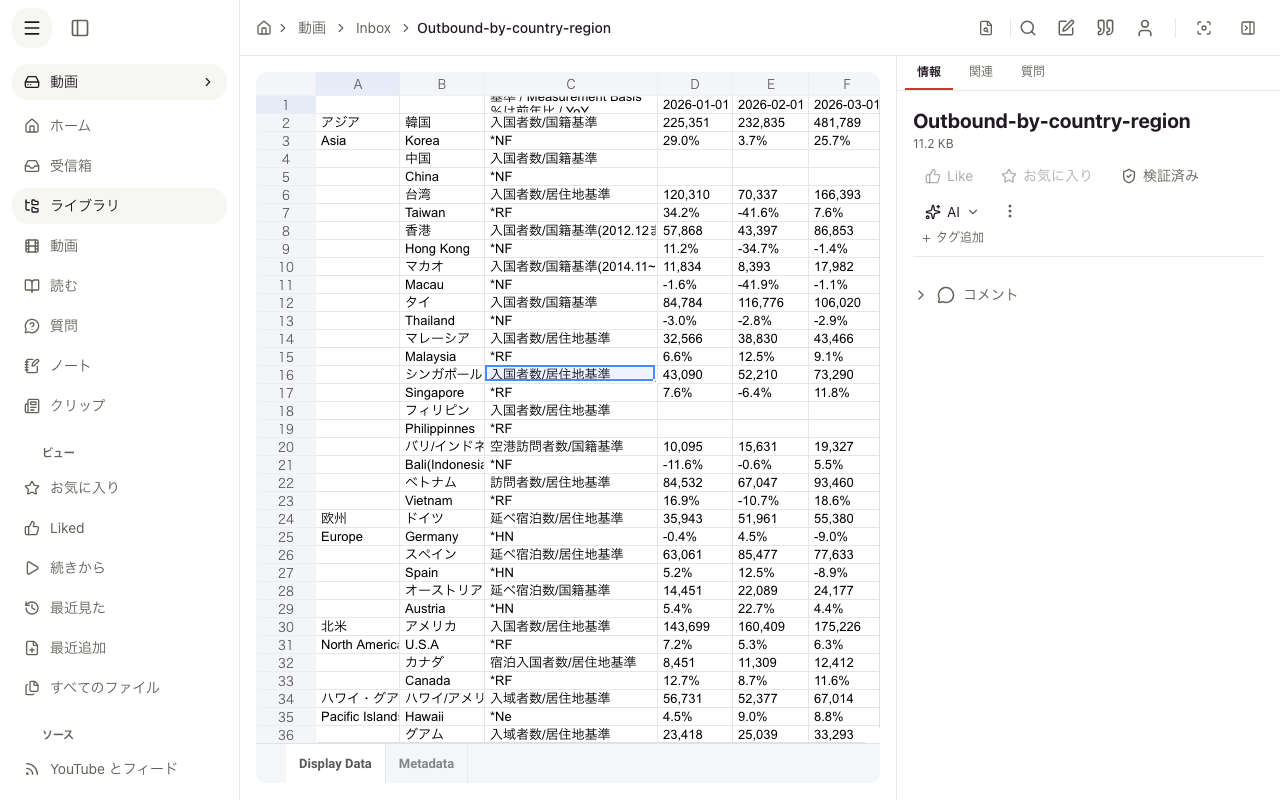 動画
ホーム
受信箱
ライブラリ
動画
読む
質問
ノート
クリップ
ビュー
お気に入り
Liked
続きから
最近見た
最近追加
すべてのファイル
ソース
YouTube とフィード
動画 Inbox Outbound-by-country-region
A B C D E F
1 基準 / Measurement Basis 2026-01-01 2026-02-01 2026-03-01
%は前年比 / YoY
2 アジア 韓国 入国者数/国籍基準 225,351 232,835 481,789
3 Asia Korea *NF 29.0% 3.7% 25.7%
4 中国 入国者数/国籍基準
5 China *NF
6 台湾 入国者数/居住地基準 120,310 70,337 166,393
7 Taiwan *RF 34.2% -41.6% 7.6%
8 香港 入国者数/国籍基準(2012.12ま 57,868 43,397 86,853
9 Hong Kong *NF 11.2% -34.7% -1.4%
10 マカオ 入国者数/国籍基準(2014.11~ 11,834 8,393 17,982
11 Macau *NF -1.6% -41.9% -1.1%
12 タイ 入国者数/国籍基準 84,784 116,776 106,020
13 Thailand *NF -3.0% -2.8% -2.9%
14 マレーシア 入国者数/居住地基準 32,566 38,830 43,466
15 Malaysia *RF 6.6% 12.5% 9.1%
16 シンガポール 入国者数/居住地基準 43,090 52,210 73,290
17 Singapore *RF 7.6% -6.4% 11.8%
18 フィリピン 入国者数/居住地基準
19 Philippinnes *RF
20 バリ/インドネ 空港訪問者数/国籍基準 10,095 15,631 19,327
21 Bali(Indonesia *NF -11.6% -0.6% 5.5%
22 ベトナム 訪問者数/居住地基準 84,532 67,047 93,460
23 Vietnam *RF 16.9% -10.7% 18.6%
24 欧州 ドイツ 延べ宿泊数/居住地基準 35,943 51,961 55,380
25 Europe Germany *HN -0.4% 4.5% -9.0%
26 スペイン 延べ宿泊数/居住地基準 63,061 85,477 77,633
27 Spain *HN 5.2% 12.5% -8.9%
28 オーストリア 延べ宿泊数/国籍基準 14,451 22,089 24,177
29 Austria *HN 5.4% 22.7% 4.4%
30 北米 アメリカ 入国者数/居住地基準 143,699 160,409 175,226
31 North America U.S.A *RF 7.2% 5.3% 6.3%
32 カナダ 宿泊入国者数/居住地基準 8,451 11,309 12,412
33 Canada *RF 12.7% 8.7% 11.6%
34 ハワイ・グア ハワイ/アメリ 入域者数/居住地基準 56,731 52,377 67,014
35 Pacific Islands Hawaii *Ne 4.5% 9.0% 8.8%
36 グアム 入域者数/居住地基準 23,418 25,039 33,293
Display Data Metadata
情報 関連 質問
Outbound-by-country-region
11.2 KB
Like お気に入り 検証済み
AI
+ タグ追加
コメント